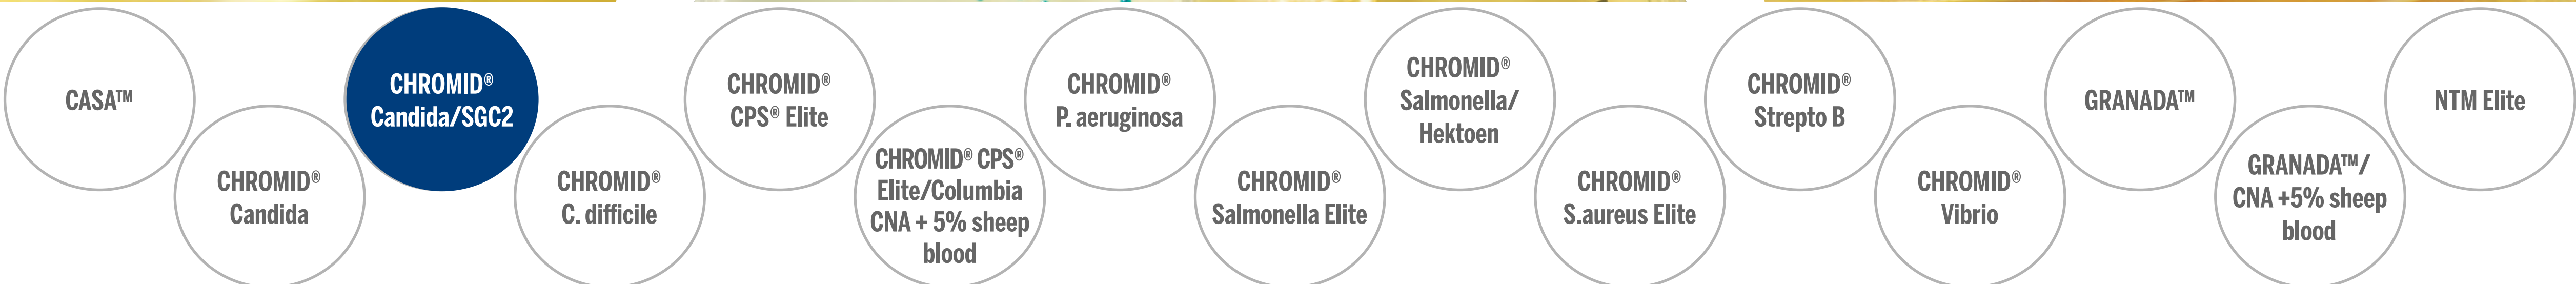 CASA™
CHROMID®
Candida
CHROMID®
Candida/SGC2
CHROMID®
C. difficile
CHROMID®
CPS® Elite
CHROMID® CPS®
Elite/Columbia
CNA + 5% sheep
blood
CHROMID®
P. aeruginosa
CHROMID®
Salmonella Elite
CHROMID®
Salmonella/
Hektoen
CHROMID®
S.aureus Elite
CHROMID®
Strepto B
CHROMID®
Vibrio
GRANADA™
GRANADA™/
CNA +5% sheep
blood
NTM Elite